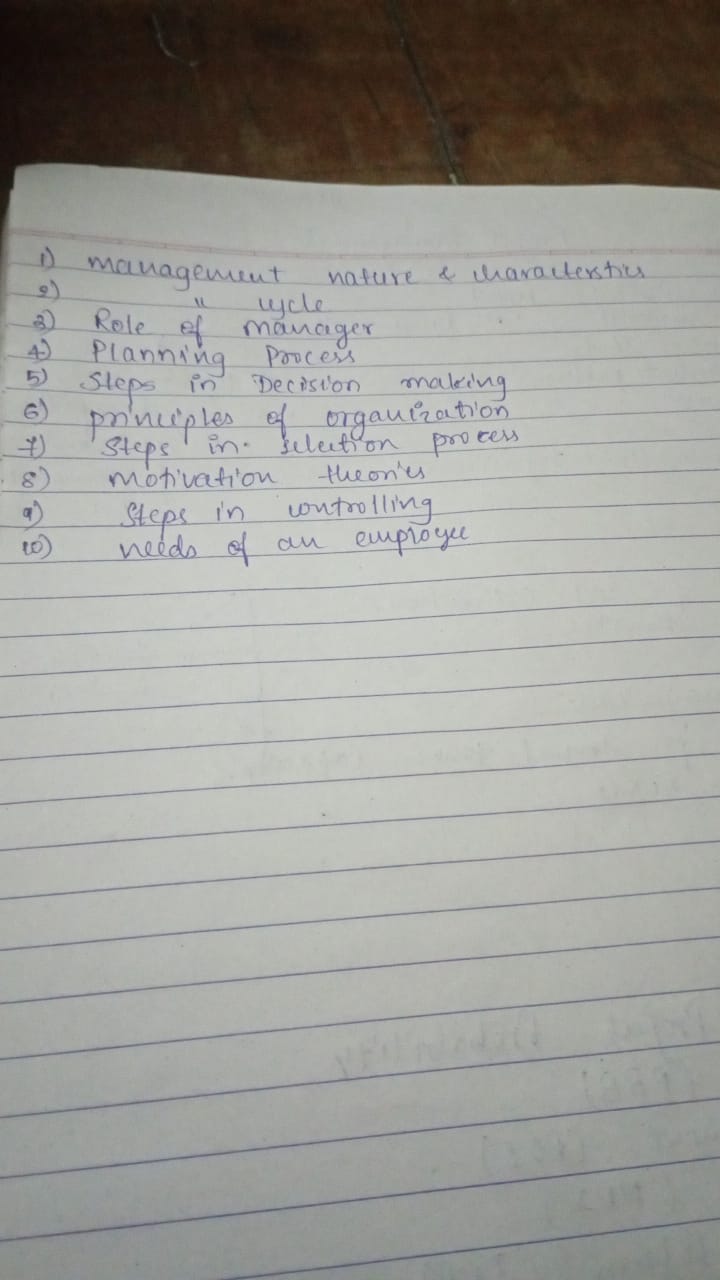 1) management nature & characterstics
2) " cycle
3) Role of manager
4) Planning Process
5) Steps in Decision making
6) principles of organization
7) Steps in selection process
8) motivation theories
9) Steps in controlling
10) needs of an employee